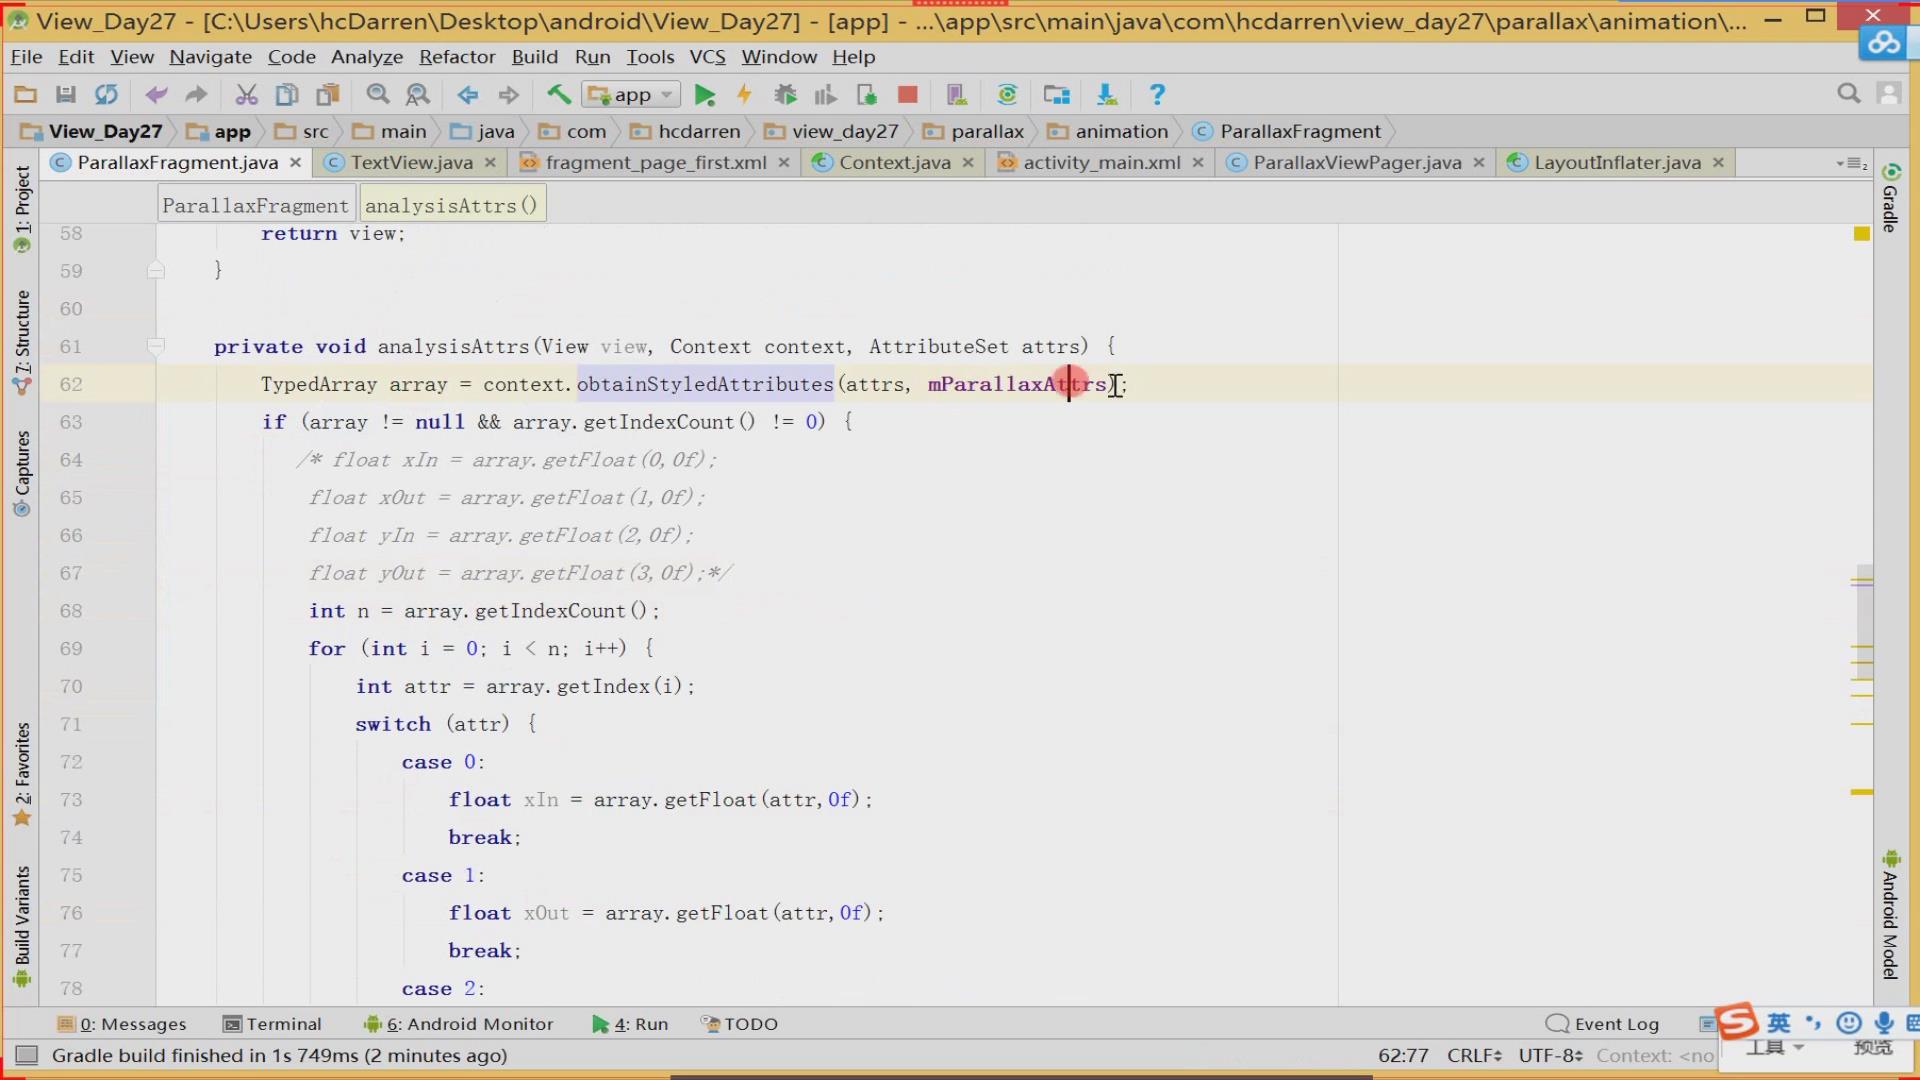 View_Day27 - [C:\Users\hcDarren\Desktop\android\View_Day27] - [app] - ...\app\src\main\java\com\hcdarren\view_day27\parallax\animation\...
File Edit View Navigate Code Analyze Refactor Build Run Tools VCS Window Help
app
View_Day27 app src main java com hcdarren view_day27 parallax animation ParallaxFragment
ParallaxFragment.java TextView.java fragment_page_first.xml Context.java activity_main.xml ParallaxViewPager.java LayoutInflater.java
ParallaxFragment analysisAttrs()
1: Project
7: Structure
Captures
2: Favorites
Build Variants
Gradle
Android Model
58 return view;
59 }
60
61 private void analysisAttrs(View view, Context context, AttributeSet attrs) {
62 TypedArray array = context.obtainStyledAttributes(attrs, mParallaxAttrs);
63 if (array != null && array.getIndexCount() != 0) {
64 /* float xIn = array.getFloat(0,0f);
65 float xOut = array.getFloat(1,0f);
66 float yIn = array.getFloat(2,0f);
67 float yOut = array.getFloat(3,0f);*/
68 int n = array.getIndexCount();
69 for (int i = 0; i < n; i++) {
70 int attr = array.getIndex(i);
71 switch (attr) {
72 case 0:
73 float xIn = array.getFloat(attr,0f);
74 break;
75 case 1:
76 float xOut = array.getFloat(attr,0f);
77 break;
78 case 2:
0: Messages Terminal 6: Android Monitor 4: Run TODO Event Log
英
Gradle build finished in 1s 749ms (2 minutes ago) 62:77 CRLF UTF-8 Context: <no
工具 预览